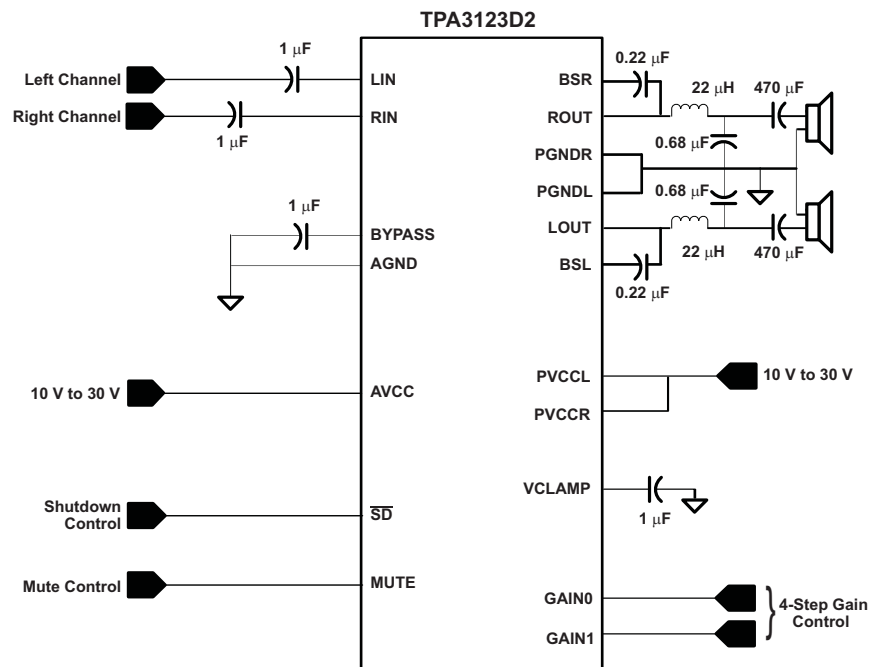 TPA3123D2
1 μF
Left Channel
LIN
Right Channel
RIN
1 μF
1 μF
BYPASS
AGND
10 V to 30 V
AVCC
Shutdown
Control
SD
Mute Control
MUTE
0.22 μF
BSR
22 μH
470 μF
ROUT
0.68 μF
PGNDR
PGNDL
0.68 μF
LOUT
22 μH
470 μF
BSL
0.22 μF
PVCCL
10 V to 30 V
PVCCR
VCLAMP
1 μF
GAIN0
4-Step Gain
Control
GAIN1